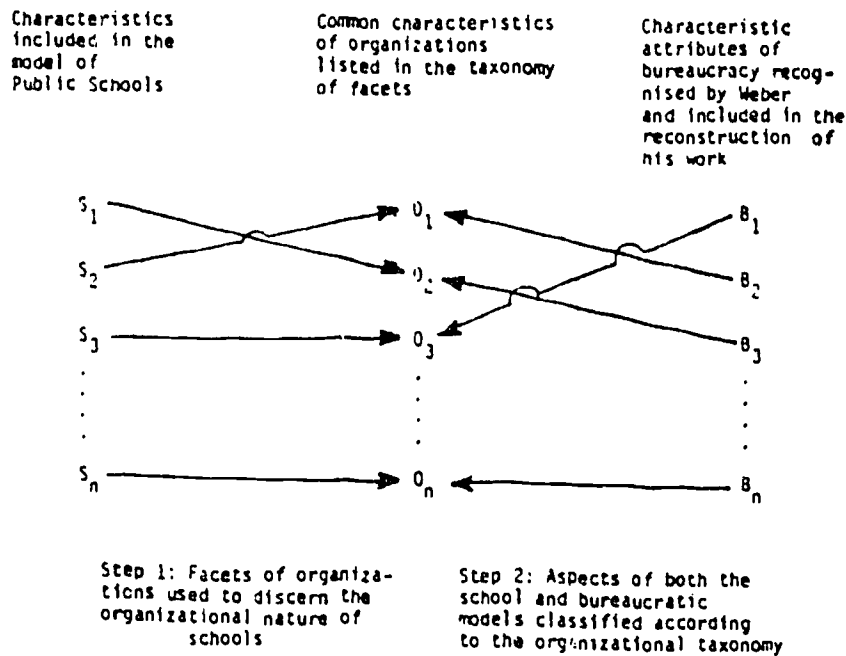 Characteristics
included in the
model of
Public Schools
Common characteristics
of organizations
listed in the taxonomy
of facets
Characteristic
attributes of
bureaucracy recog-
nised by Weber
and included in the
reconstruction of
his work
S1 O1 B1
S2 O2 B2
S3 O3 B3
Sn On Bn
Step 1: Facets of organiza-
tions used to discern the
organizational nature of
schools
Step 2: Aspects of both the
school and bureaucratic
models classified according
to the organizational taxonomy